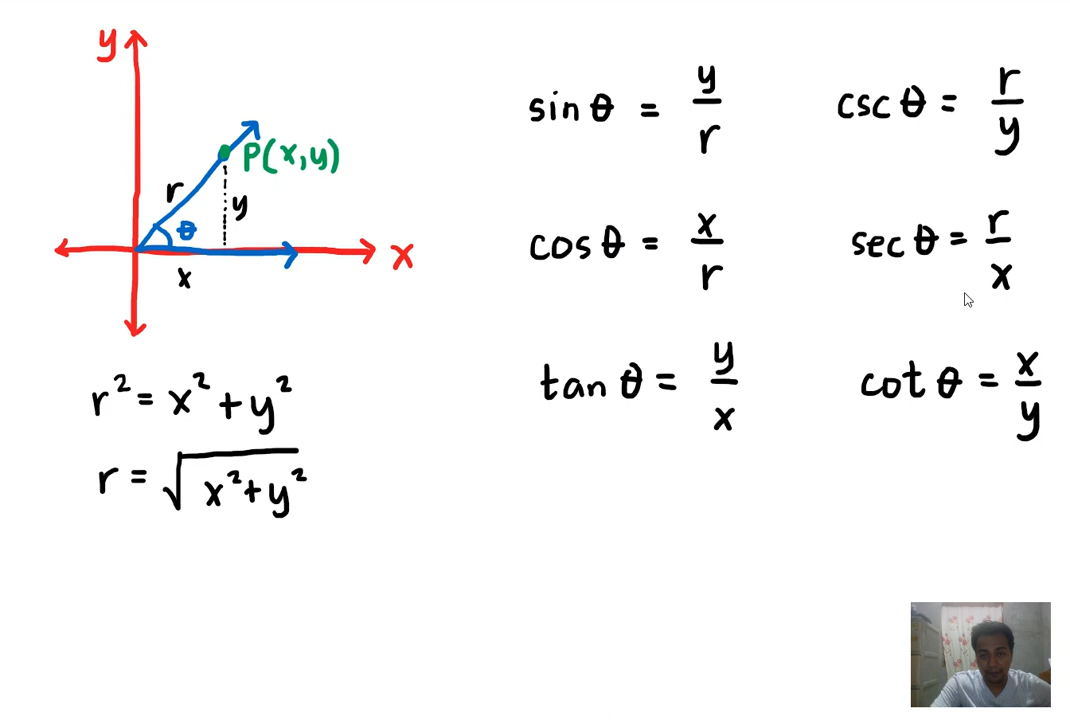 y
P(x,y)
r
y
θ
x
x
r² = x² + y²
r = √(x² + y²)
sin θ = y/r
csc θ = r/y
cos θ = x/r
sec θ = r/x
tan θ = y/x
cot θ = x/y